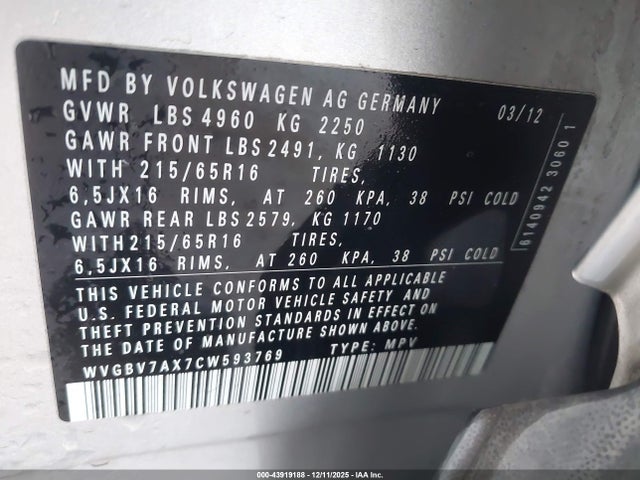 MFD BY VOLKSWAGEN AG GERMANY 03/12
GVWR LBS 4960 KG 2250
GAWR FRONT LBS 2491, KG 1130
WITH 215/65R16 TIRES,
6,5JX16 RIMS, AT 260 KPA, 38 PSI COLD
GAWR REAR LBS 2579, KG 1170
WITH 215/65R16 TIRES,
6,5JX16 RIMS, AT 260 KPA, 38 PSI COLD
THIS VEHICLE CONFORMS TO ALL APPLICABLE
U.S. FEDERAL MOTOR VEHICLE SAFETY AND
THEFT PREVENTION STANDARDS IN EFFECT ON
THE DATE OF MANUFACTURE SHOWN ABOVE.
WVGBV7AX7CW593769 TYPE: MPV
6140942 3060 1
000-43919188 - 12/11/2025 - IAA Inc.